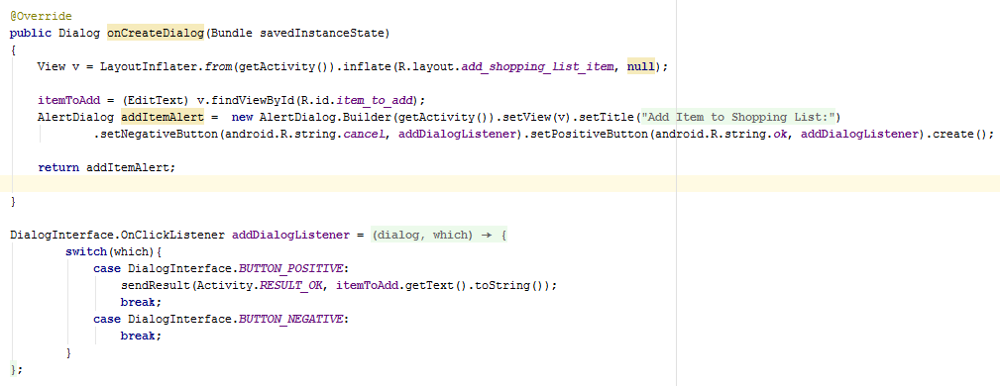 @Override
public Dialog onCreateDialog(Bundle savedInstanceState)
{
View v = LayoutInflater.from(getActivity()).inflate(R.layout.add_shopping_list_item, null);
itemToAdd = (EditText) v.findViewById(R.id.item_to_add);
AlertDialog addItemAlert =  new AlertDialog.Builder(getActivity()).setView(v).setTitle("Add Item to Shopping List:")
.setNegativeButton(android.R.string.cancel, addDialogListener).setPositiveButton(android.R.string.ok, addDialogListener).create();
return addItemAlert;
}
DialogInterface.OnClickListener addDialogListener = (dialog, which) → {
switch(which){
case DialogInterface.BUTTON_POSITIVE:
sendResult(Activity.RESULT_OK, itemToAdd.getText().toString());
break;
case DialogInterface.BUTTON_NEGATIVE:
break;
}
};